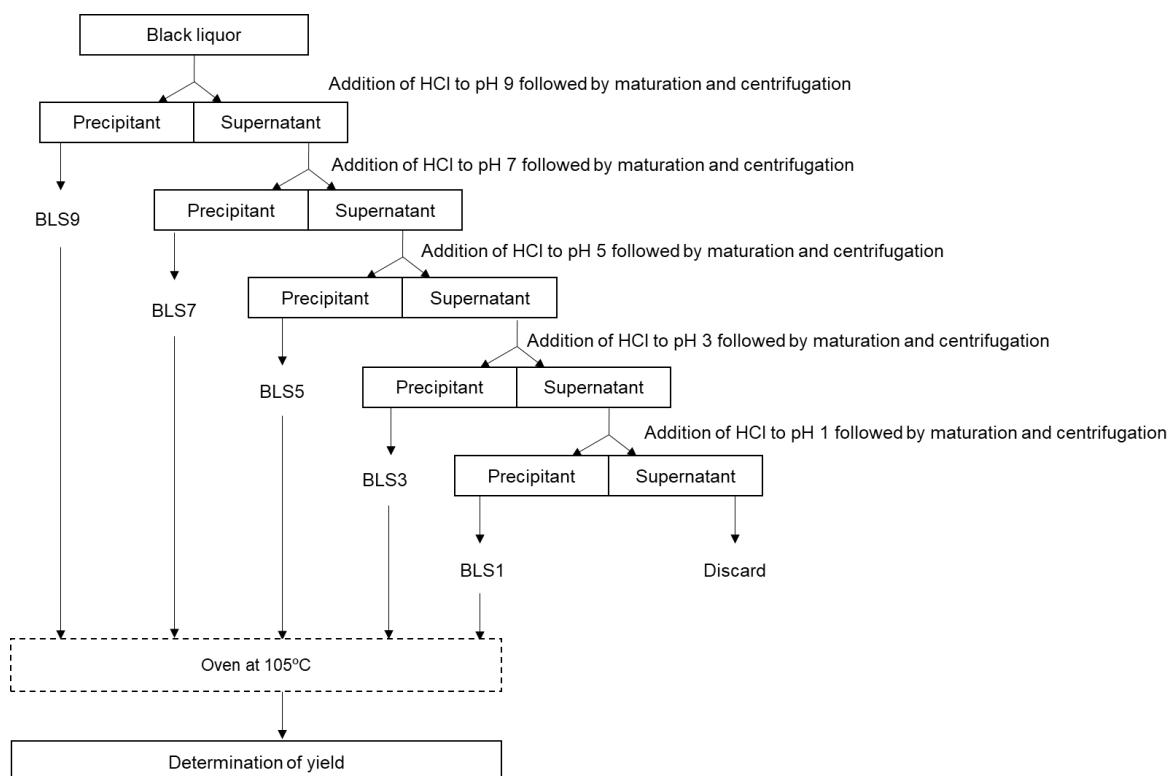 Black liquor
Addition of HCl to pH 9 followed by maturation and centrifugation
Precipitant
Supernatant
Addition of HCl to pH 7 followed by maturation and centrifugation
BLS9
Precipitant
Supernatant
Addition of HCl to pH 5 followed by maturation and centrifugation
BLS7
Precipitant
Supernatant
Addition of HCl to pH 3 followed by maturation and centrifugation
BLS5
Precipitant
Supernatant
Addition of HCl to pH 1 followed by maturation and centrifugation
BLS3
Precipitant
Supernatant
BLS1
Discard
Oven at 105ºC
Determination of yield